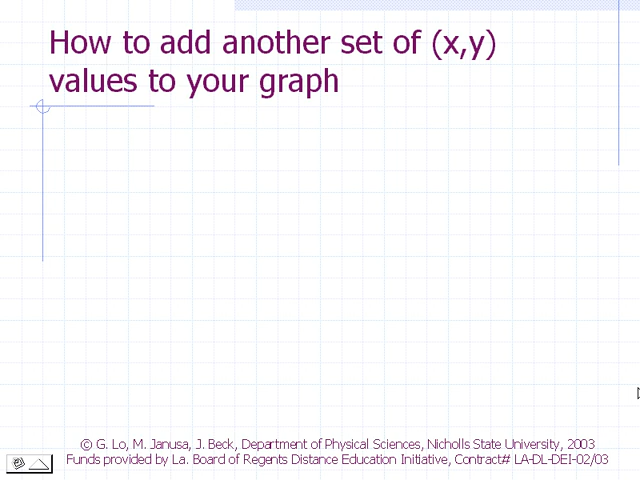 How to add another set of (x,y)
values to your graph
© G. Lo, M. Janusa, J. Beck, Department of Physical Sciences, Nicholls State University, 2003
Funds provided by La. Board of Regents Distance Education Initiative, Contract# LA-DL-DEI-02/03